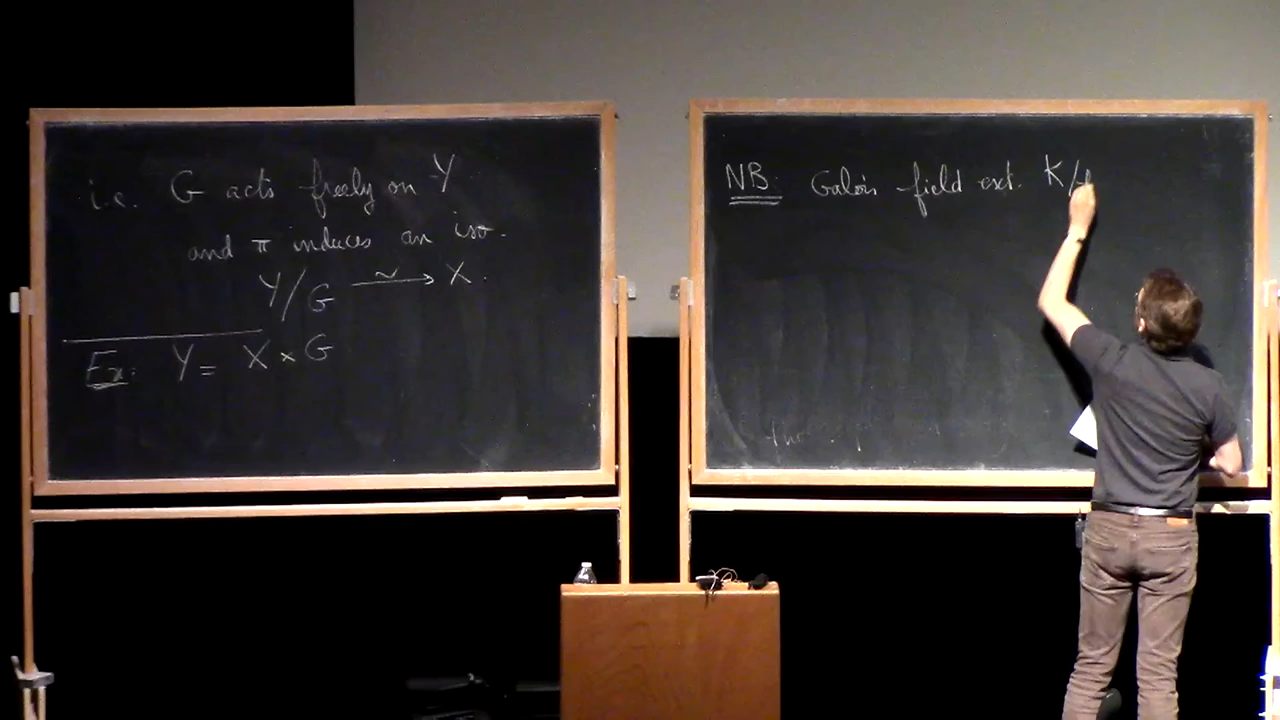 i.e. G acts freely on Y
and π induces an iso.
Y/G ⥲ X.
Ex: Y = X × G
NB: Galois field ext. K/